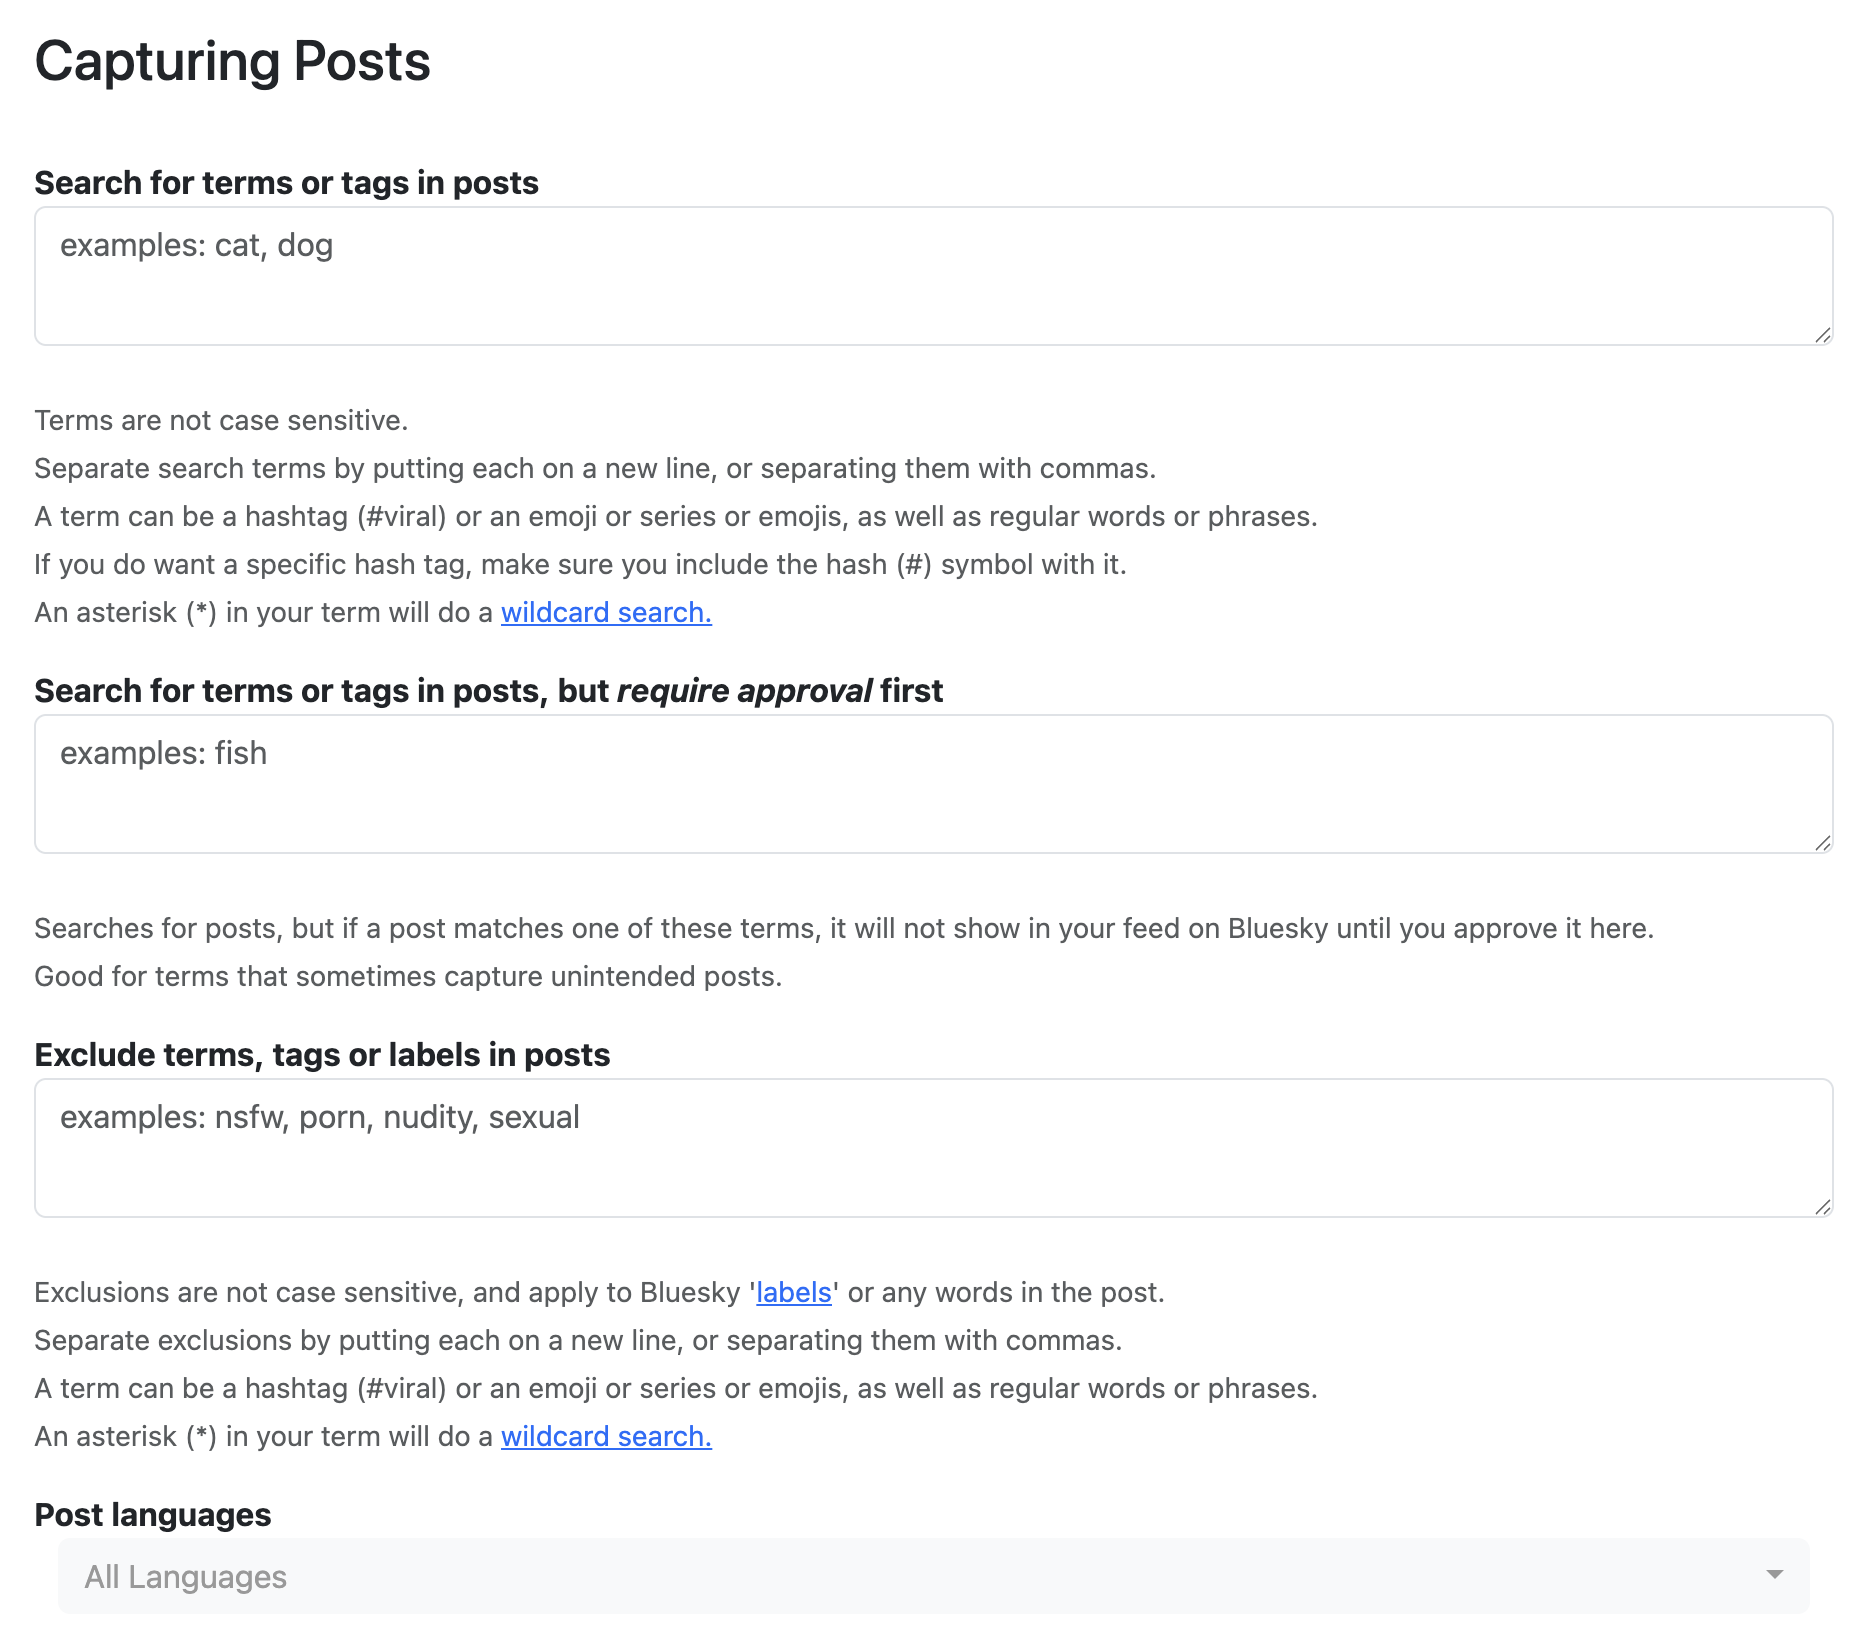 Capturing Posts
Search for terms or tags in posts
examples: cat, dog
Terms are not case sensitive.
Separate search terms by putting each on a new line, or separating them with commas.
A term can be a hashtag (#viral) or an emoji or series or emojis, as well as regular words or phrases.
If you do want a specific hash tag, make sure you include the hash (#) symbol with it.
An asterisk (*) in your term will do a wildcard search.
Search for terms or tags in posts, but require approval first
examples: fish
Searches for posts, but if a post matches one of these terms, it will not show in your feed on Bluesky until you approve it here.
Good for terms that sometimes capture unintended posts.
Exclude terms, tags or labels in posts
examples: nsfw, porn, nudity, sexual
Exclusions are not case sensitive, and apply to Bluesky 'labels' or any words in the post.
Separate exclusions by putting each on a new line, or separating them with commas.
A term can be a hashtag (#viral) or an emoji or series or emojis, as well as regular words or phrases.
An asterisk (*) in your term will do a wildcard search.
Post languages
All Languages